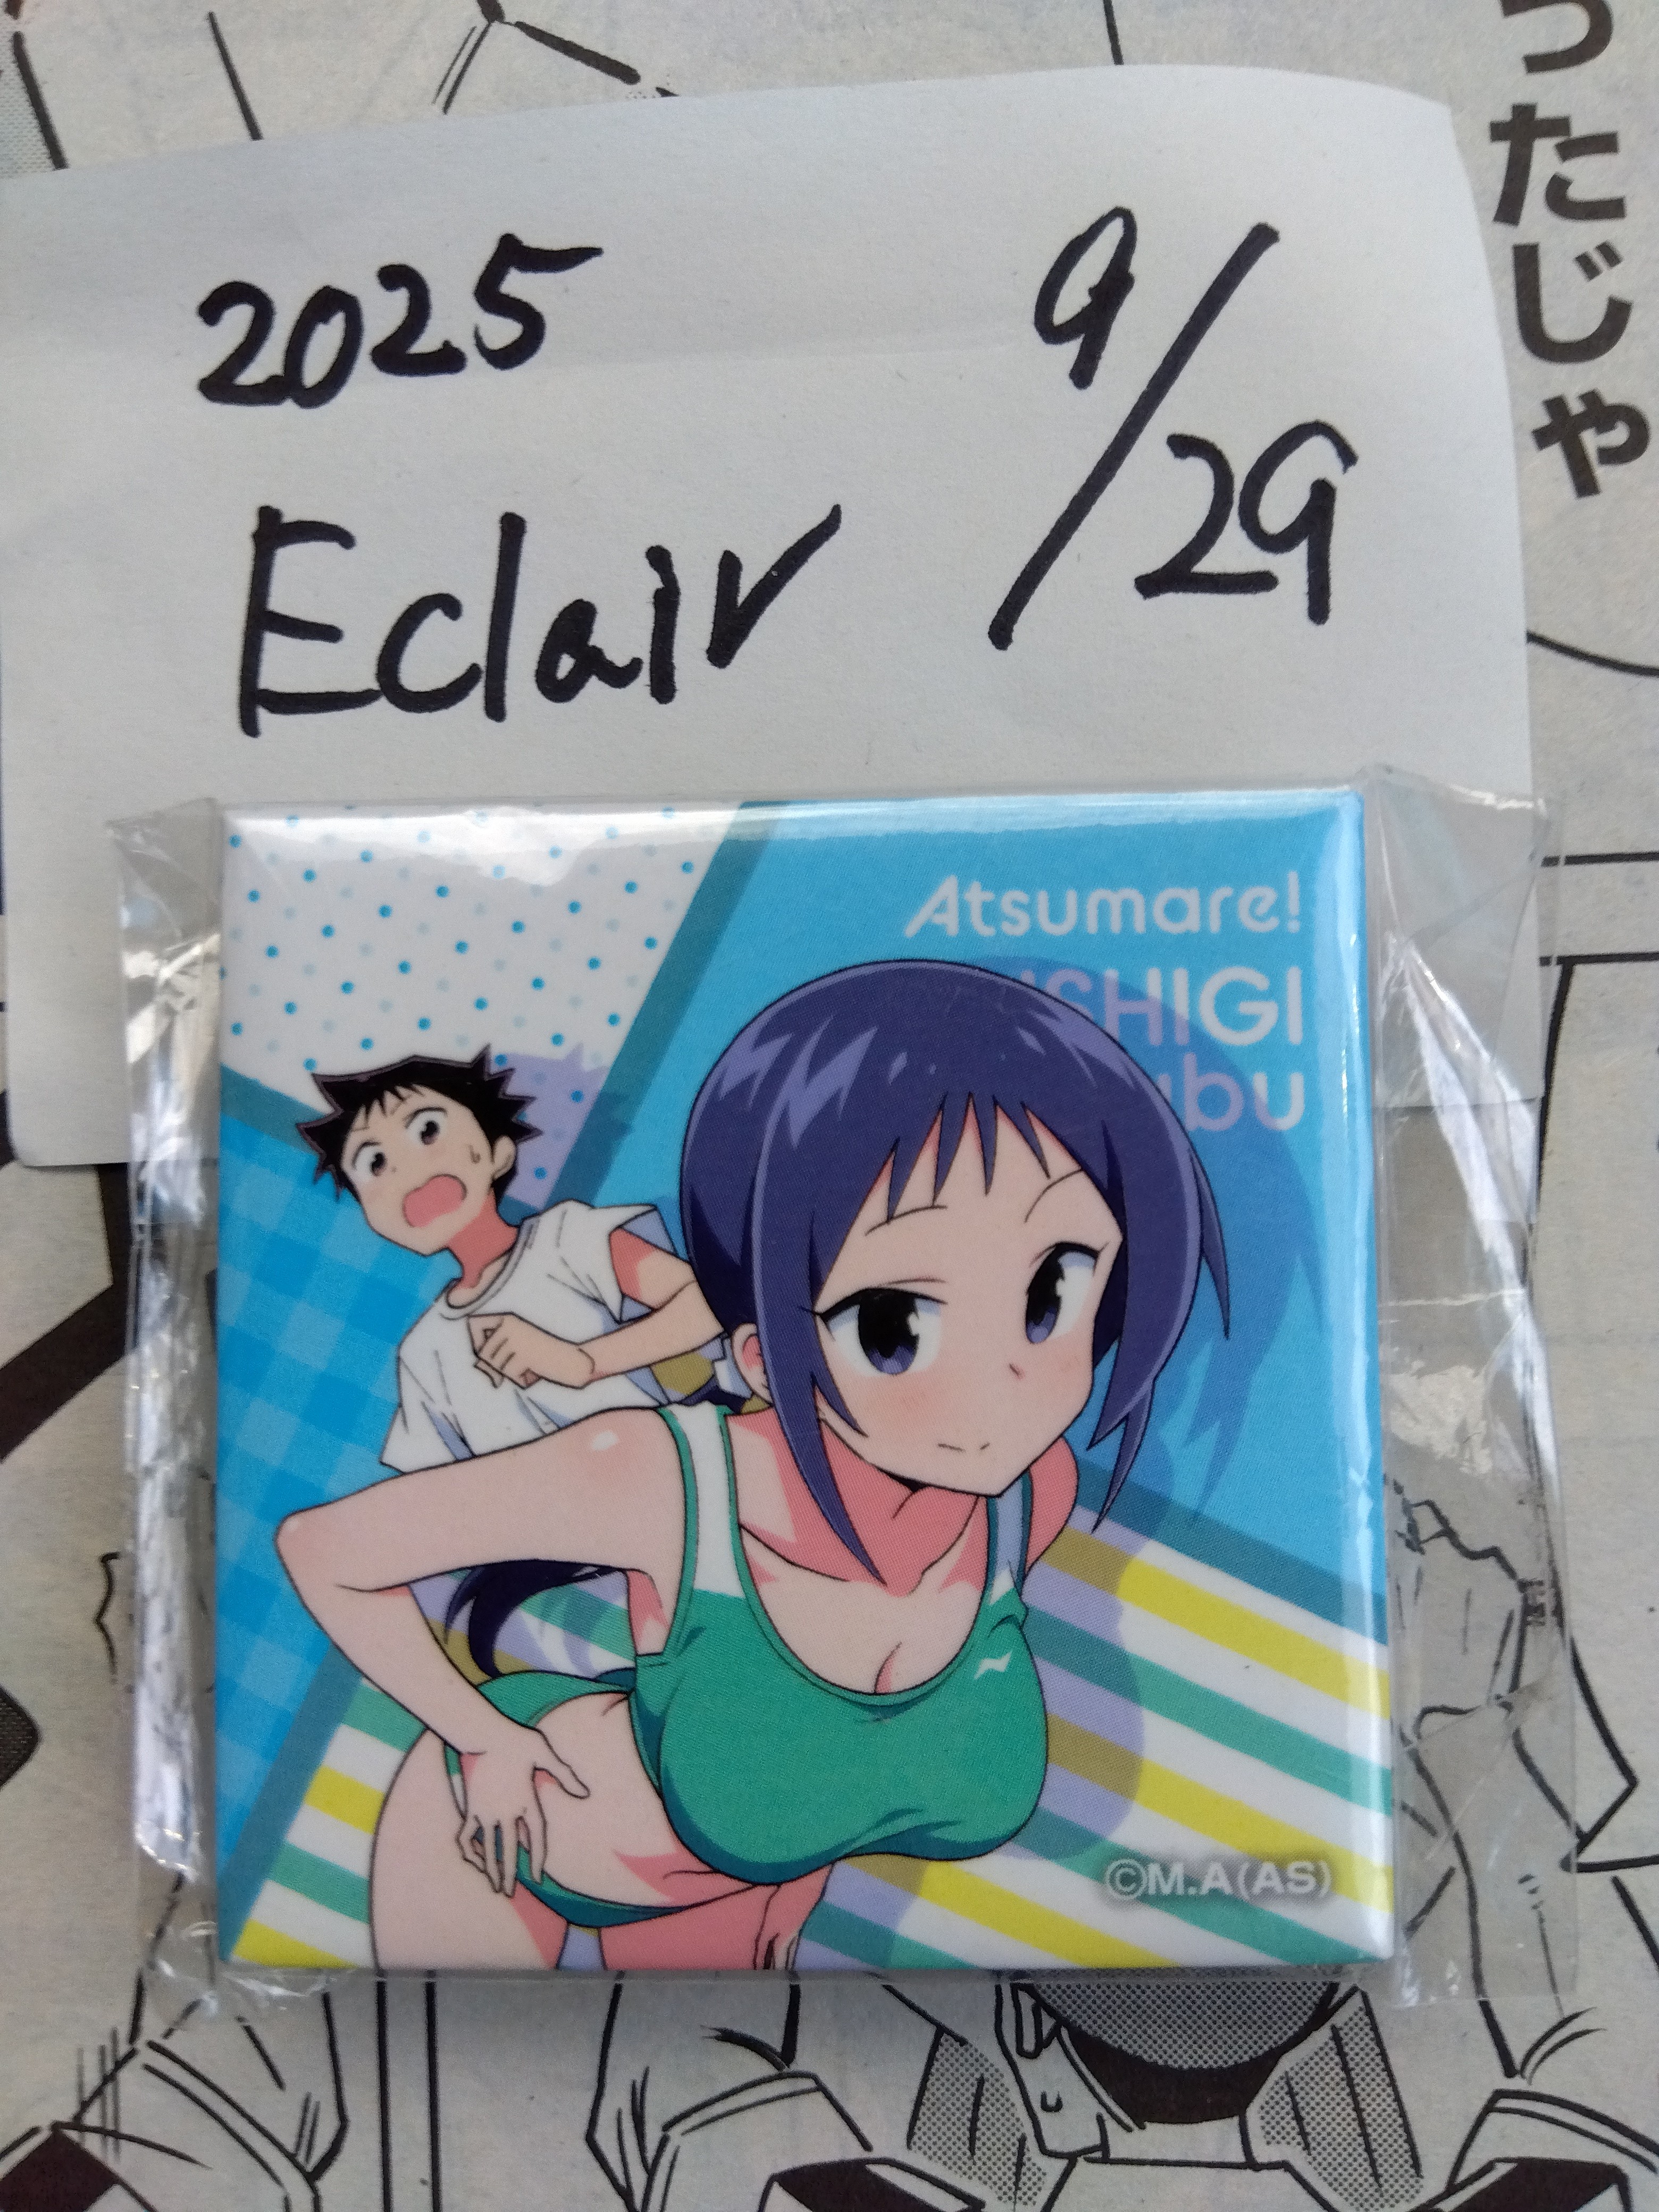 2025 9/29
Eclair
ったじゃ
Atsumare!
SHIGI
bu
©M.A(AS)